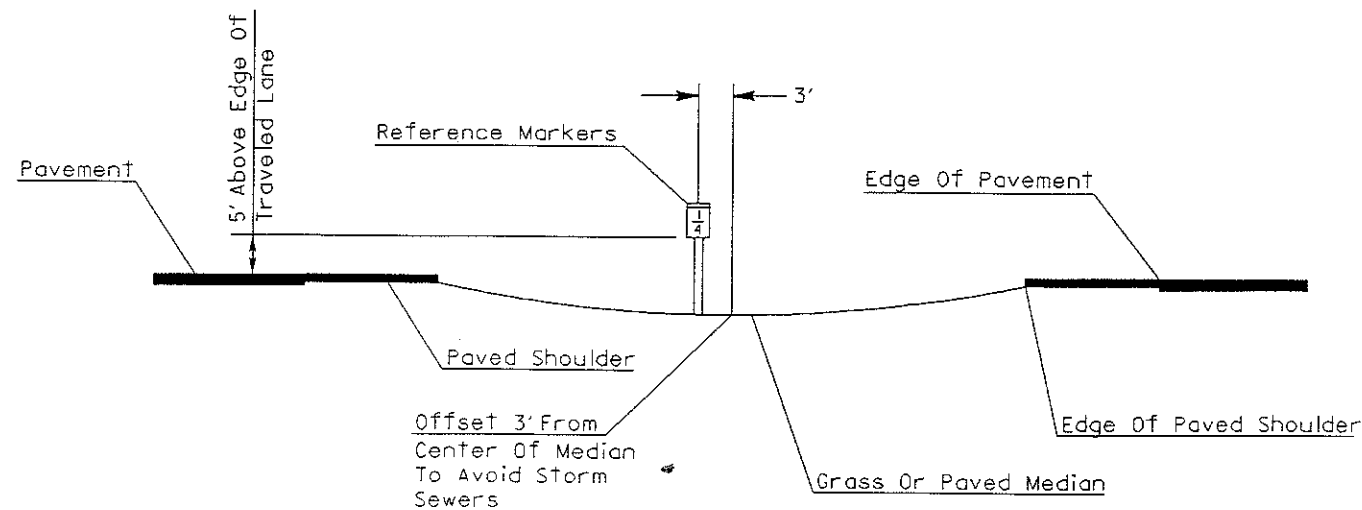 5' Above Edge Of
Traveled Lane
3'
Reference Markers
Pavement
Edge Of Pavement
1
4
Paved Shoulder
Offset 3' From
Center Of Median
To Avoid Storm
Sewers
Edge Of Paved Shoulder
Grass Or Paved Median